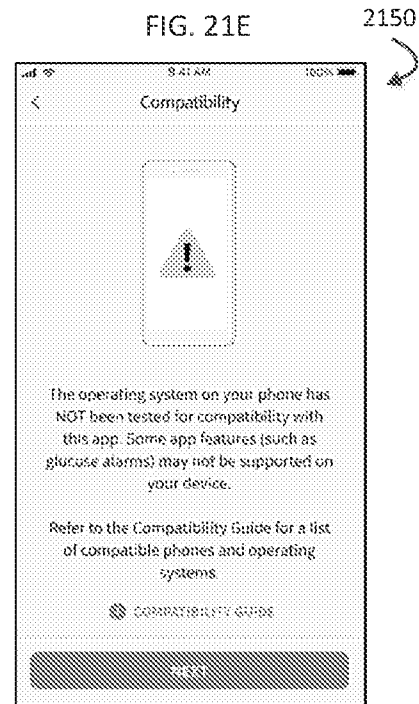 FIG. 21E
2150
9:41 AM 100%
Compatibility
!
The operating system on your phone has
NOT been tested for compatibility with
this app. Some app features (such as
glucose alarms) may not be supported on
your device.
Refer to the Compatibility Guide for a list
of compatible phones and operating
systems.
COMPATIBILITY GUIDE
NEXT